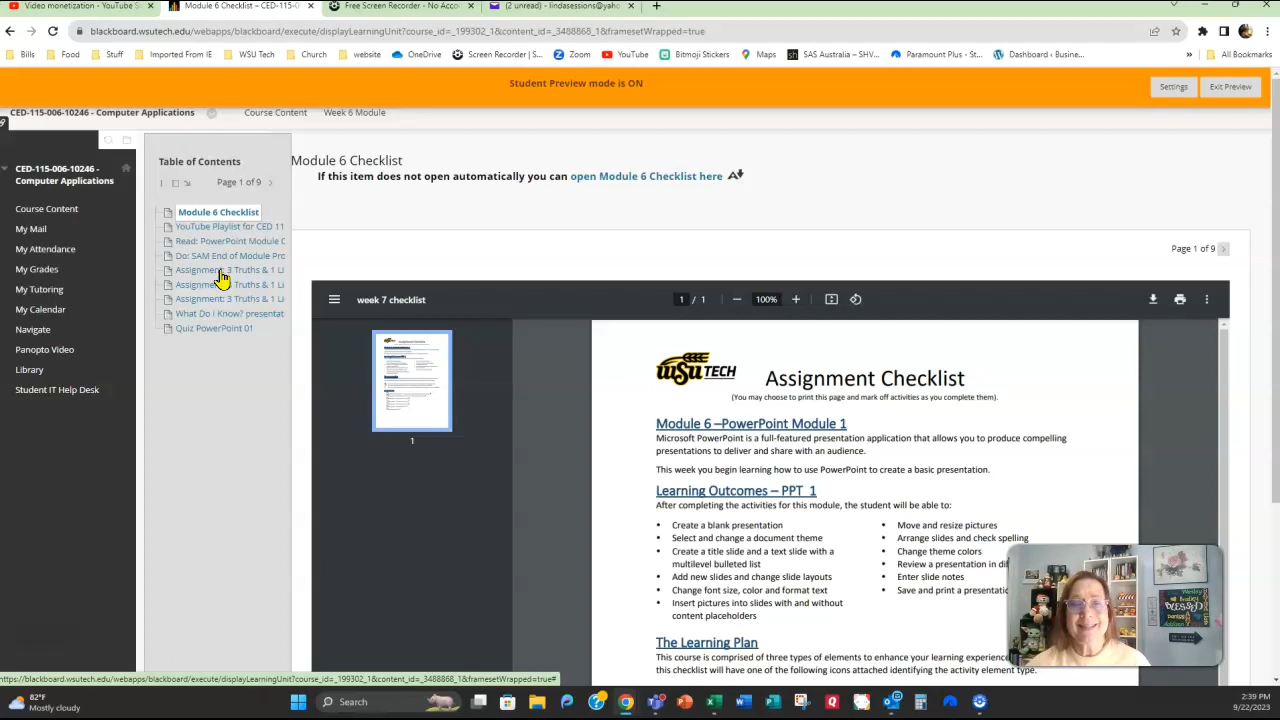 Video monetization - YouTube S
Module 6 Checklist – CED-115-0
Free Screen Recorder - No Acco
(2 unread) - lindasessions@yaho
blackboard.wsutech.edu/webapps/blackboard/execute/displayLearningUnit?course_id=_199302_1&content_id=_3488868_1&framesetWrapped=true
Bills
Food
Stuff
Imported From IE
WSU Tech
Church
website
OneDrive
Screen Recorder | S...
Zoom
YouTube
Bitmoji Stickers
Maps
SAS Australia – SHV...
Paramount Plus - St...
Dashboard ‹ Busine...
All Bookmarks
Student Preview mode is ON
Settings
Exit Preview
CED-115-006-10246 - Computer Applications
Course Content
Week 6 Module
CED-115-006-10246 -
Computer Applications
Course Content
My Mail
My Attendance
My Grades
My Tutoring
My Calendar
Navigate
Panopto Video
Library
Student IT Help Desk
Table of Contents
Page 1 of 9
Module 6 Checklist
YouTube Playlist for CED 11
Read: PowerPoint Module C
Do: SAM End of Module Pro
Assignment: 3 Truths & 1 Li
Assignment: 3 Truths & 1 Li
Assignment: 3 Truths & 1 Li
What Do i Know? presentat
Quiz PowerPoint 01
Module 6 Checklist
If this item does not open automatically you can open Module 6 Checklist here
Page 1 of 9
week 7 checklist
1 / 1
100%
1
WSU TECH
Assignment Checklist
(You may choose to print this page and mark off activities as you complete them).
Module 6 –PowerPoint Module 1
Microsoft PowerPoint is a full-featured presentation application that allows you to produce compelling
presentations to deliver and share with an audience.
This week you begin learning how to use PowerPoint to create a basic presentation.
Learning Outcomes – PPT 1
After completing the activities for this module, the student will be able to:
• Create a blank presentation
• Select and change a document theme
• Create a title slide and a text slide with a
multilevel bulleted list
• Add new slides and change slide layouts
• Change font size, color and format text
• Insert pictures into slides with and without
content placeholders
• Move and resize pictures
• Arrange slides and check spelling
• Change theme colors
• Review a presentation in di
• Enter slide notes
• Save and print a presentatio
The Learning Plan
This course is comprised of three types of elements to enhance your learning experience
this checklist will have one of the following icons attached identifying the activity element type.
BLESSED
https://blackboard.wsutech.edu/webapps/blackboard/execute/displayLearningUnit?course_id=_199302_1&content_id=_3488868_1&framesetWrapped=true#
82°F
Mostly cloudy
Search
2:39 PM
9/22/2023